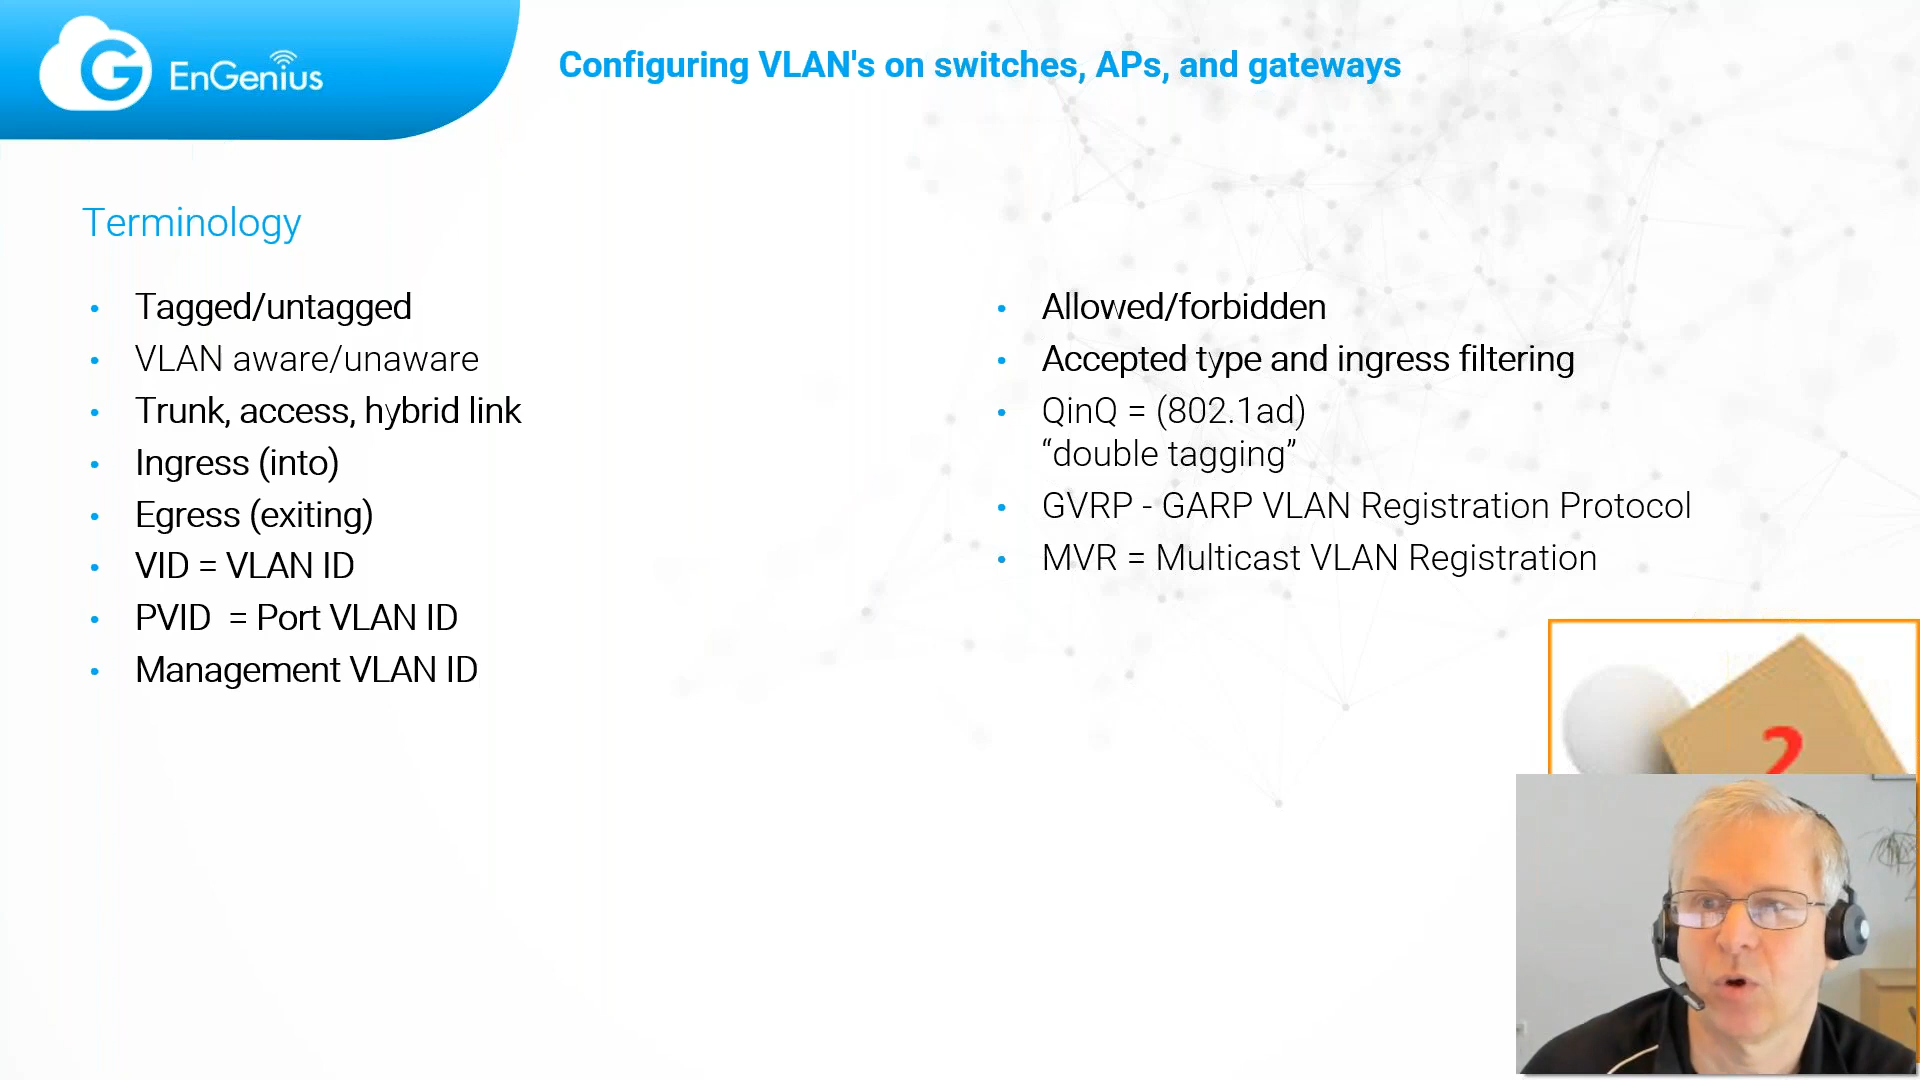 EnGenius
Configuring VLAN's on switches, APs, and gateways
Terminology
Tagged/untagged
VLAN aware/unaware
Trunk, access, hybrid link
Ingress (into)
Egress (exiting)
VID = VLAN ID
PVID = Port VLAN ID
Management VLAN ID
Allowed/forbidden
Accepted type and ingress filtering
QinQ = (802.1ad)
“double tagging”
GVRP - GARP VLAN Registration Protocol
MVR = Multicast VLAN Registration
2